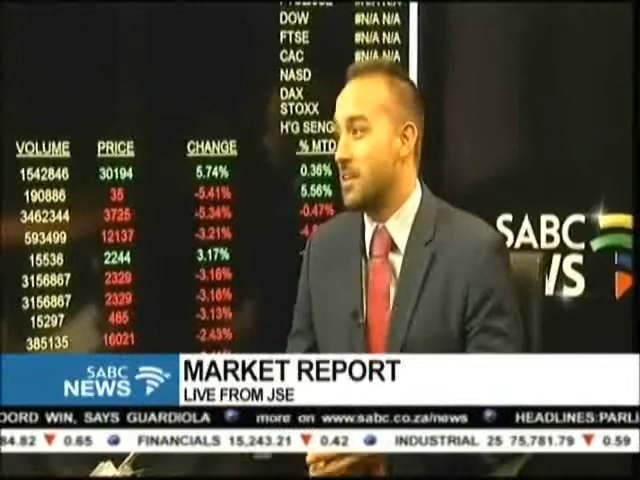 DOW #N/A N/A
FTSE #N/A N/A
CAC #N/A N/A
NASD
DAX
STOXX
H'G SENG
VOLUME PRICE CHANGE % MTD
1542846 30194 5.74% 0.36%
190886 35 -5.41% 5.56%
3462344 3725 -5.34% -0.47%
593499 12137 -3.21%
15536 2244 3.17%
3156867 2329 -3.16%
3156867 2329 -3.16%
15297 465 -3.13%
385135 16021 -2.43%
SABC
WS
SABC
NEWS
MARKET REPORT
LIVE FROM JSE
OORD WIN, SAYS GUARDIOLA more on www.sabc.co.za/news HEADLINES:PARLI
84.82 ▼ 0.65 FINANCIALS 15,243.21 ▼ 0.42 INDUSTRIAL 25 75,781.79 ▼ 0.59